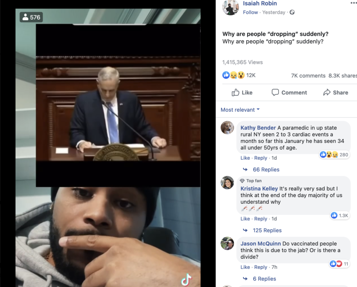 576
Isaiah Robin
Follow · Yesterday ·
Why are people "dropping" suddenly?
Why are people "dropping" suddenly?
1,415,365 Views
12K
7K comments 8.3K shares
Like
Comment
Share
Most relevant
Kathy Bender A paramedic in up state
rural NY seen 2 to 3 cardiac events a
month so far this January he has seen 34
all under 50yrs of age.
280
Like · Reply · 1d
66 Replies
Top fan
Kristina Kelley It's really very sad but I
think at the end of the day majority of us
understand why
1.3K
Like · Reply · 1d
125 Replies
Jason McQuinn Do vaccinated people
think this is due to the jab? Or is there a
divide?
11
Like · Reply · 7h
6 Replies